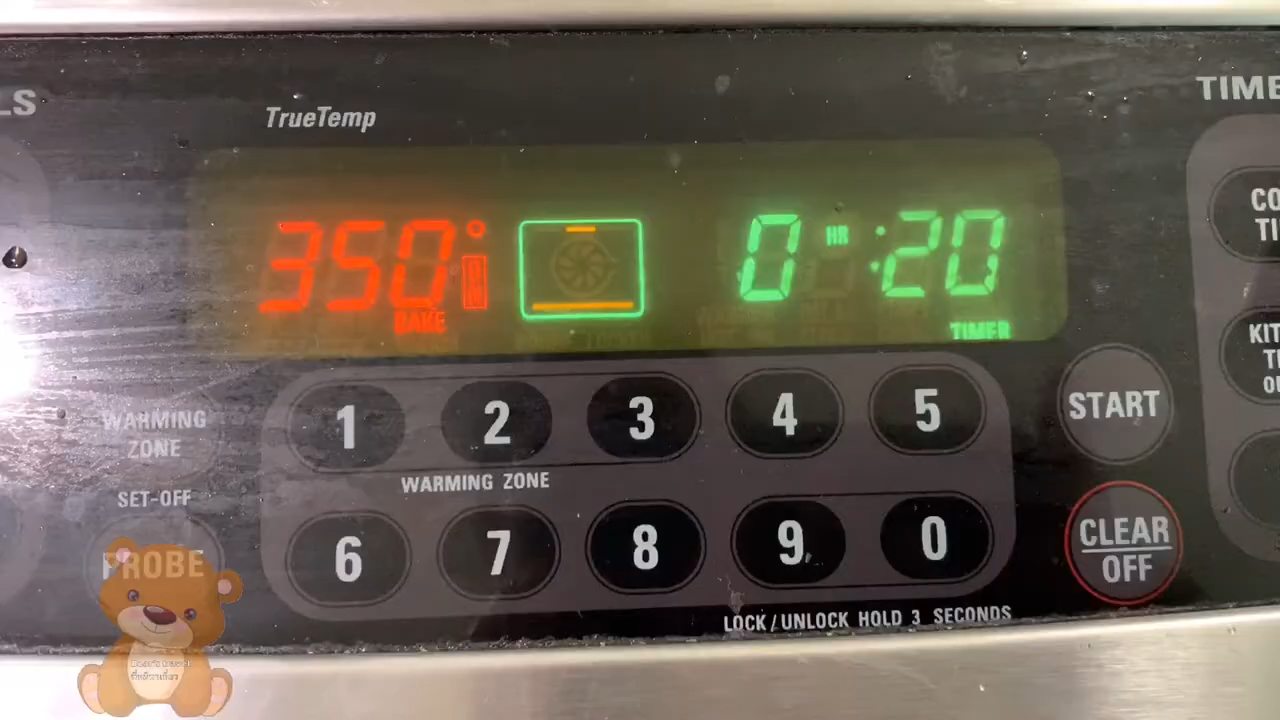 LS
TrueTemp
TIME
350°
BAKE
0 HR :20
TIMER
CO
TI
WARMING
ZONE
SET-OFF
PROBE
1 2 3 4 5
WARMING ZONE
6 7 8 9 0
LOCK/UNLOCK HOLD 3 SECONDS
START
CLEAR
OFF
KIT
T
O